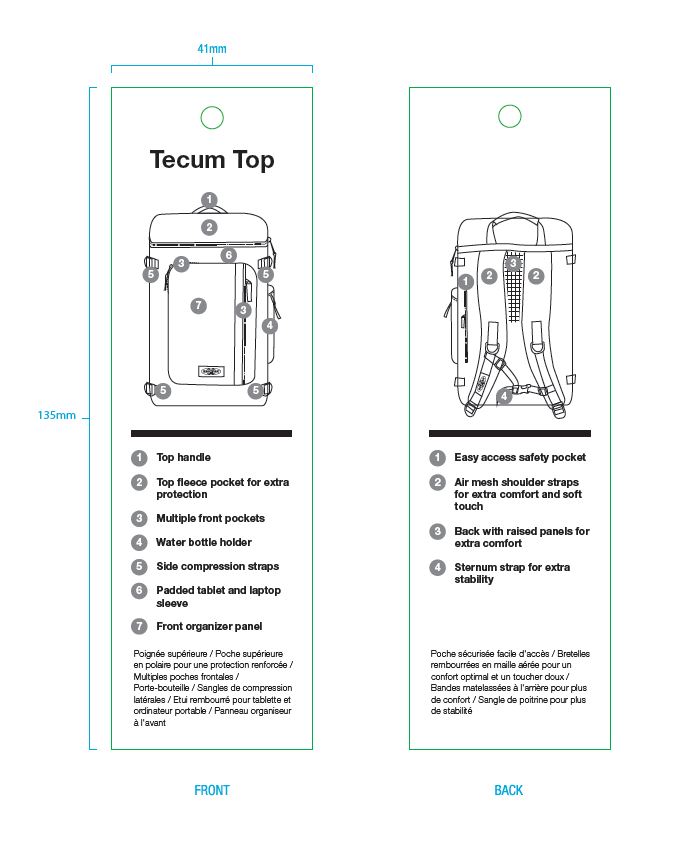 41mm
135mm
Tecum Top
1
2
6
3
5
5
7
3
4
5
5
1 Top handle
2 Top fleece pocket for extra
protection
3 Multiple front pockets
4 Water bottle holder
5 Side compression straps
6 Padded tablet and laptop
sleeve
7 Front organizer panel
Poignée supérieure / Poche supérieure
en polaire pour une protection renforcée /
Multiples poches frontales /
Porte-bouteille / Sangles de compression
latérales / Etui rembourré pour tablette et
ordinateur portable / Panneau organiseur
à l'avant
FRONT
3
2
2
1
4
1 Easy access safety pocket
2 Air mesh shoulder straps
for extra comfort and soft
touch
3 Back with raised panels for
extra comfort
4 Sternum strap for extra
stability
Poche sécurisée facile d'accès / Bretelles
rembourrées en maille aérée pour un
confort optimal et un toucher doux /
Bandes matelassées à l'arrière pour plus
de confort / Sangle de poitrine pour plus
de stabilité
BACK